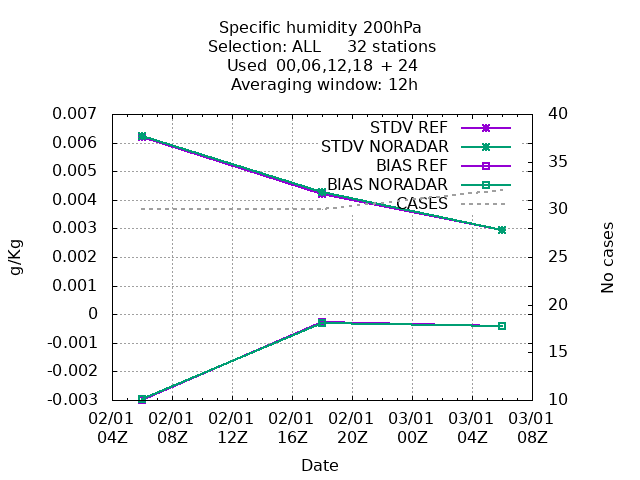 Specific humidity 200hPa
Selection: ALL 32 stations
Used 00,06,12,18 + 24
Averaging window: 12h
STDV REF
STDV NORADAR
BIAS REF
BIAS NORADAR
CASES
g/Kg
0.007
0.006
0.005
0.004
0.003
0.002
0.001
0
-0.001
-0.002
-0.003
40
35
30
25
20
15
10
No cases
02/01 02/01 02/01 02/01 02/01 03/01 03/01 03/01
04Z 08Z 12Z 16Z 20Z 00Z 04Z 08Z
Date